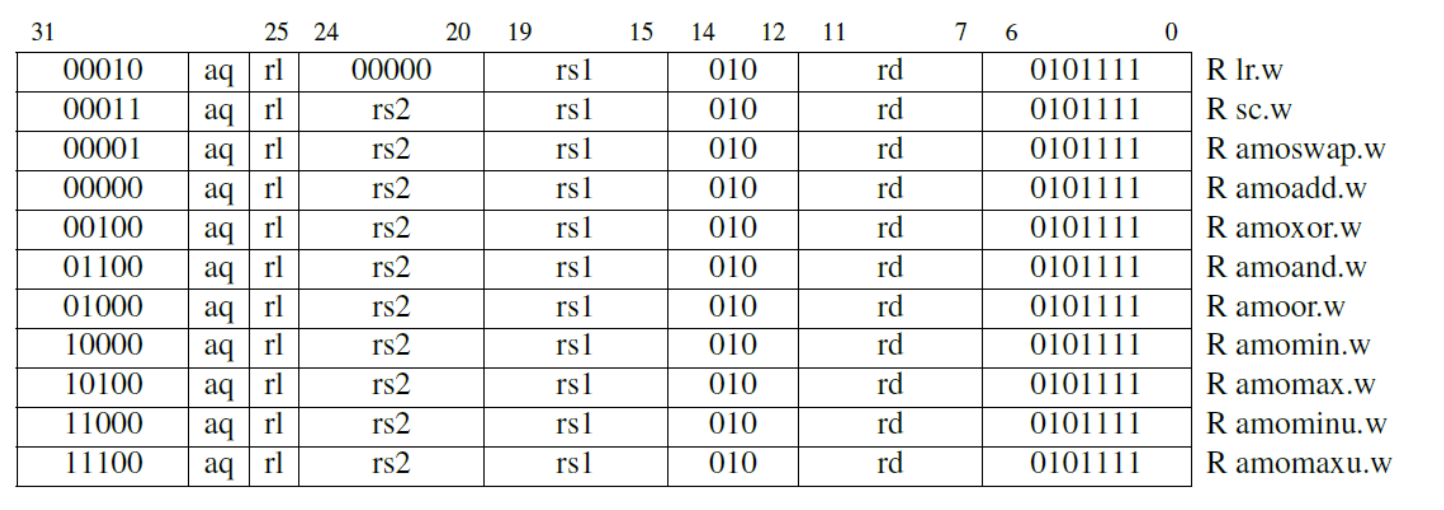 31 25 24 20 19 15 14 12 11 7 6 0
00010 aq rl 00000 rs1 010 rd 0101111 R lr.w
00011 aq rl rs2 rs1 010 rd 0101111 R sc.w
00001 aq rl rs2 rs1 010 rd 0101111 R amoswap.w
00000 aq rl rs2 rs1 010 rd 0101111 R amoadd.w
00100 aq rl rs2 rs1 010 rd 0101111 R amoxor.w
01100 aq rl rs2 rs1 010 rd 0101111 R amoand.w
01000 aq rl rs2 rs1 010 rd 0101111 R amoor.w
10000 aq rl rs2 rs1 010 rd 0101111 R amomin.w
10100 aq rl rs2 rs1 010 rd 0101111 R amomax.w
11000 aq rl rs2 rs1 010 rd 0101111 R amominu.w
11100 aq rl rs2 rs1 010 rd 0101111 R amomaxu.w